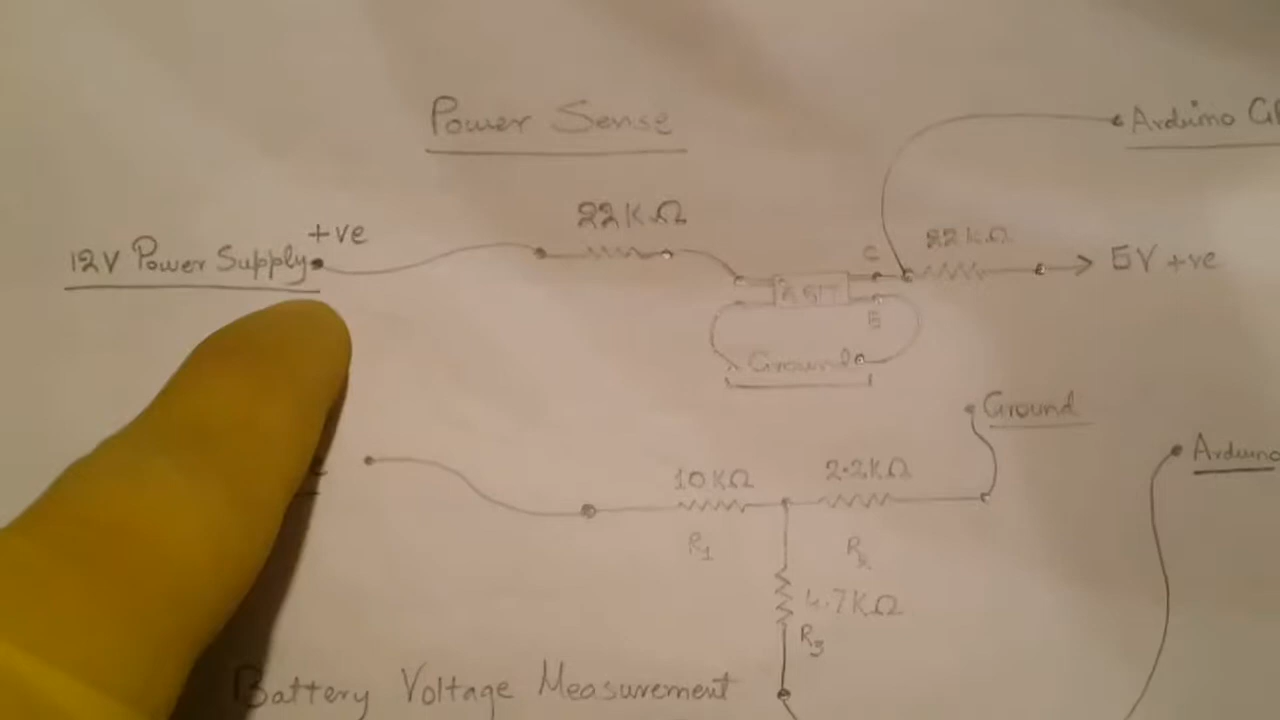 Power Sense
Arduino
+ve
22KΩ
12V Power Supply
C
22KΩ
5V +ve
E
Ground
Ground
10KΩ
2.2KΩ
Arduino
R1
4.7KΩ
R3
Battery Voltage Measurement